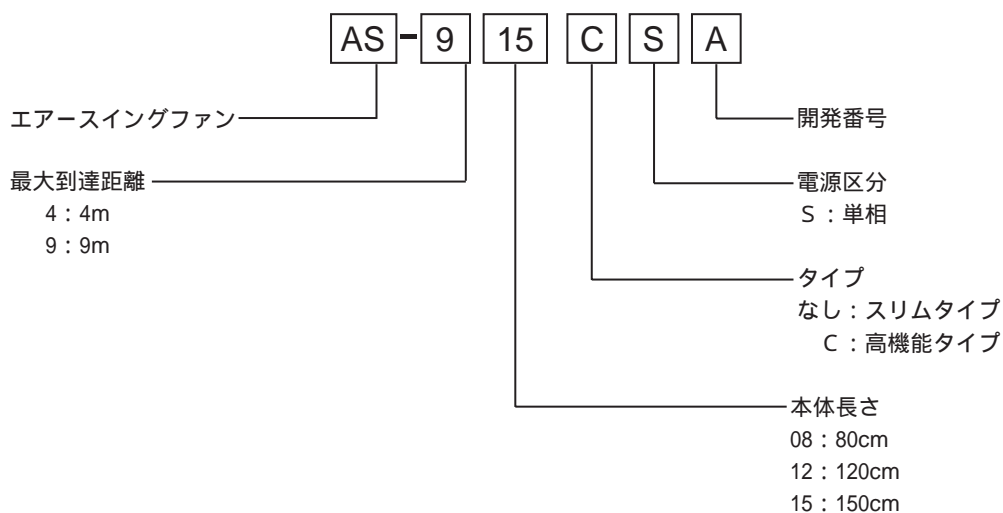 AS-9 15 C S A
エアースイングファン
開発番号
最大到達距離
4：4m
9：9m
電源区分
S：単相
タイプ
なし：スリムタイプ
C：高機能タイプ
本体長さ
08：80cm
12：120cm
15：150cm